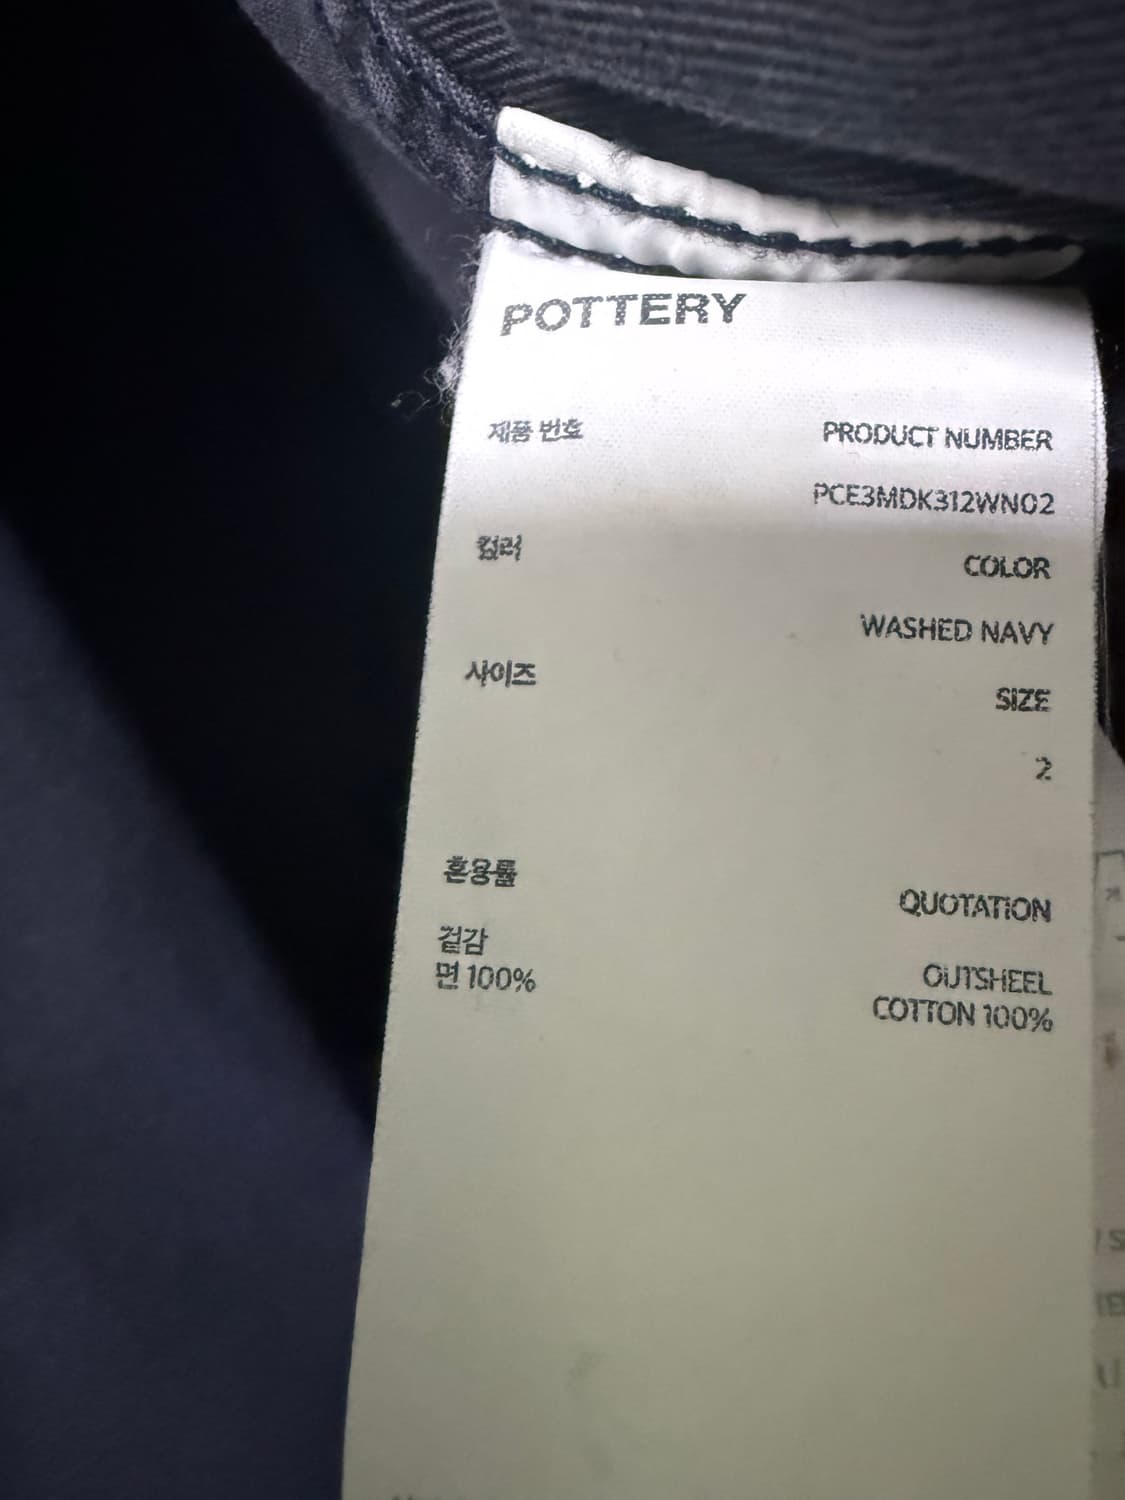 POTTERY
제품 번호 PRODUCT NUMBER
PCE3MDK312WN02
컬러 COLOR
WASHED NAVY
사이즈 SIZE
2
혼용률 QUOTATION
겉감 OUTSHEEL
면 100% COTTON 100%